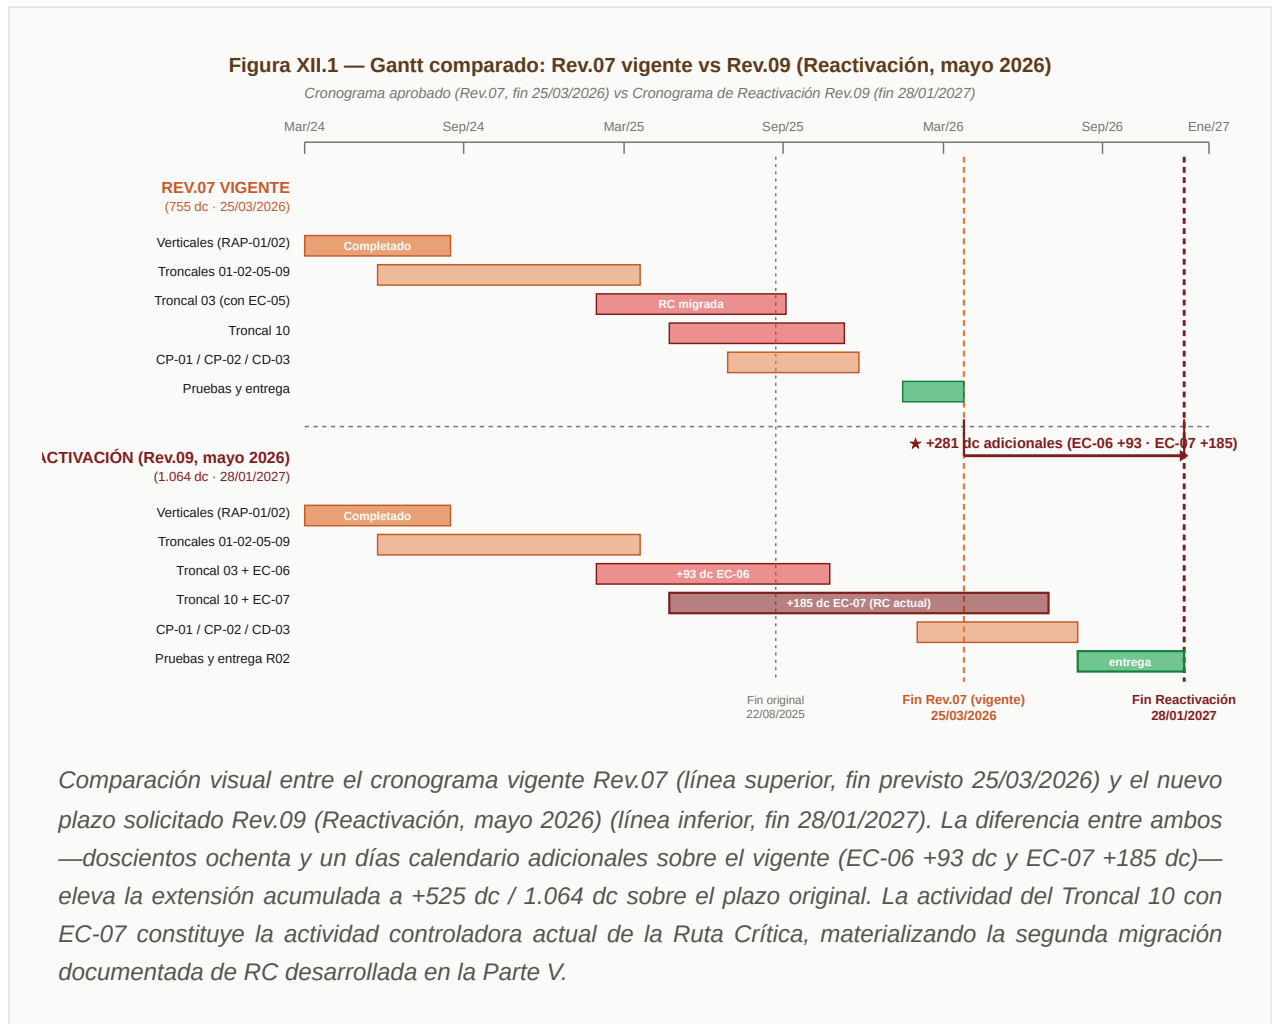 Figura XII.1 — Gantt comparado: Rev.07 vigente vs Rev.09 (Reactivación, mayo 2026)
Cronograma aprobado (Rev.07, fin 25/03/2026) vs Cronograma de Reactivación Rev.09 (fin 28/01/2027)
Mar/24 Sep/24 Mar/25 Sep/25 Mar/26 Sep/26 Ene/27
REV.07 VIGENTE
(755 dc · 25/03/2026)
Verticales (RAP-01/02) Completado
Troncales 01-02-05-09
Troncal 03 (con EC-05) RC migrada
Troncal 10
CP-01 / CP-02 / CD-03
Pruebas y entrega
★ +281 dc adicionales (EC-06 +93 · EC-07 +185)
ACTIVACIÓN (Rev.09, mayo 2026)
(1.064 dc · 28/01/2027)
Verticales (RAP-01/02) Completado
Troncales 01-02-05-09
Troncal 03 + EC-06 +93 dc EC-06
Troncal 10 + EC-07 +185 dc EC-07 (RC actual)
CP-01 / CP-02 / CD-03
Pruebas y entrega R02 entrega
Fin original Fin Rev.07 (vigente) Fin Reactivación
22/08/2025 25/03/2026 28/01/2027
Comparación visual entre el cronograma vigente Rev.07 (línea superior, fin previsto 25/03/2026) y el nuevo
plazo solicitado Rev.09 (Reactivación, mayo 2026) (línea inferior, fin 28/01/2027). La diferencia entre ambos
—doscientos ochenta y un días calendario adicionales sobre el vigente (EC-06 +93 dc y EC-07 +185 dc)—
eleva la extensión acumulada a +525 dc / 1.064 dc sobre el plazo original. La actividad del Troncal 10 con
EC-07 constituye la actividad controladora actual de la Ruta Crítica, materializando la segunda migración
documentada de RC desarrollada en la Parte V.